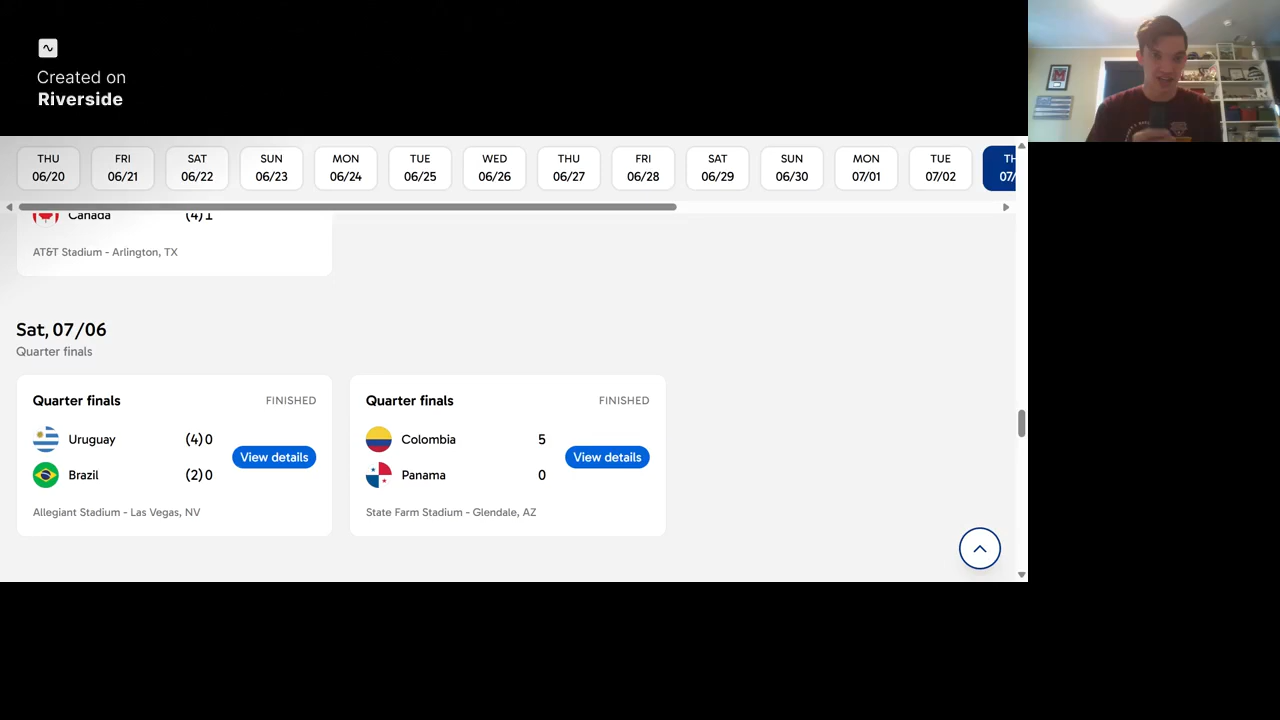 Created on
Riverside
THU
06/20
FRI
06/21
SAT
06/22
SUN
06/23
MON
06/24
TUE
06/25
WED
06/26
THU
06/27
FRI
06/28
SAT
06/29
SUN
06/30
MON
07/01
TUE
07/02
TH
07/
Canada (4)1
AT&T Stadium - Arlington, TX
Sat, 07/06
Quarter finals
Quarter finals FINISHED
Uruguay (4)0
View details
Brazil (2)0
Allegiant Stadium - Las Vegas, NV
Quarter finals FINISHED
Colombia 5
View details
Panama 0
State Farm Stadium - Glendale, AZ